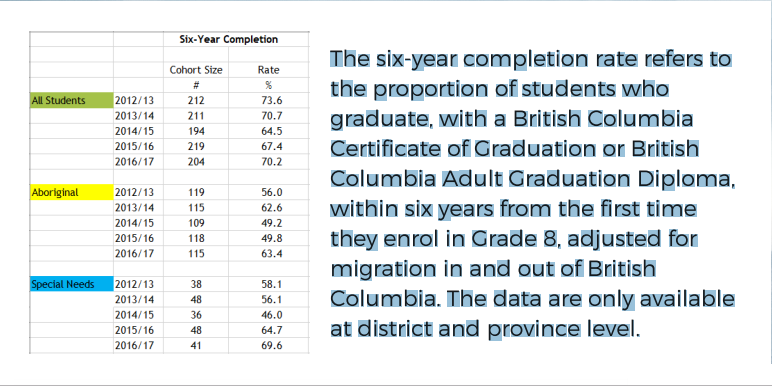 Six-Year Completion
Cohort Size Rate
# %
All Students 2012/13 212 73.6
2013/14 211 70.7
2014/15 194 64.5
2015/16 219 67.4
2016/17 204 70.2
Aboriginal 2012/13 119 56.0
2013/14 115 62.6
2014/15 109 49.2
2015/16 118 49.8
2016/17 115 63.4
Special Needs 2012/13 38 58.1
2013/14 48 56.1
2014/15 36 46.0
2015/16 48 64.7
2016/17 41 69.6
The six-year completion rate refers to
the proportion of students who
graduate, with a British Columbia
Certificate of Graduation or British
Columbia Adult Graduation Diploma,
within six years from the first time
they enrol in Grade 8, adjusted for
migration in and out of British
Columbia. The data are only available
at district and province level.